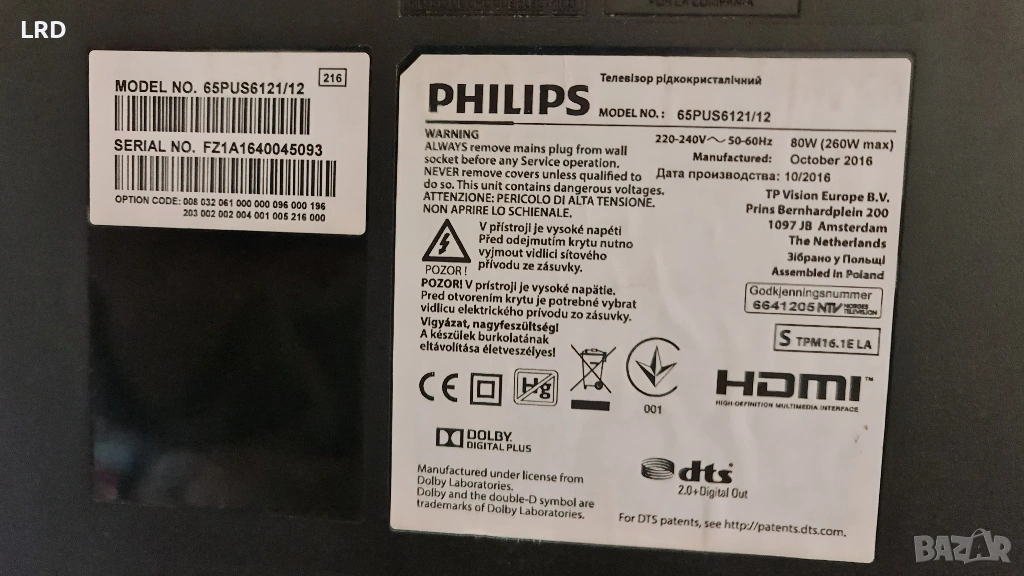 LRD
FOR LA COMPANIA
216
MODEL NO. 65PUS6121/12
SERIAL NO. FZ1A1640045093
OPTION CODE: 008 032 061 000 000 096 000 196
203 002 002 004 001 005 216 000
PHILIPS
Телевізор рідкокристалічний
MODEL NO.: 65PUS6121/12
WARNING
ALWAYS remove mains plug from wall
socket before any Service operation.
NEVER remove covers unless qualified to
do so. This unit contains dangerous voltages.
ATTENZIONE: PERICOLO DI ALTA TENSIONE.
NON APRIRE LO SCHIENALE.
220-240V～ 50-60Hz 80W (260W max)
Manufactured: October 2016
Дата производства: 10/2016
TP Vision Europe B.V.
Prins Bernhardplein 200
1097 JB Amsterdam
The Netherlands
Зібрано у Польщі
Assembled in Poland
V přístroji je vysoké napětí
Před odejmutím krytu nutno
vyjmout vidlici síťového
přívodu ze zásuvky.
POZOR!
POZOR! V prístroji je vysoké napätie.
Pred otvorením krytu je potrebné vybrat
vidlicu elektrického prívodu zo zásuvky.
Vigyázat, nagyfeszültség!
A készülék burkolatának
eltávolítása életveszélyes!
Godkjenningsnummer
6641205 NTV NORGES TELEVISJON
S TPM16.1E LA
CE
Hg
001
HDMI™
HIGH-DEFINITION MULTIMEDIA INTERFACE
DOLBY
DIGITAL PLUS
Manufactured under license from
Dolby Laboratories.
Dolby and the double-D symbol are
trademarks of Dolby Laboratories.
dts
2.0+Digital Out
For DTS patents, see http://patents.dts.com.
BAZAR